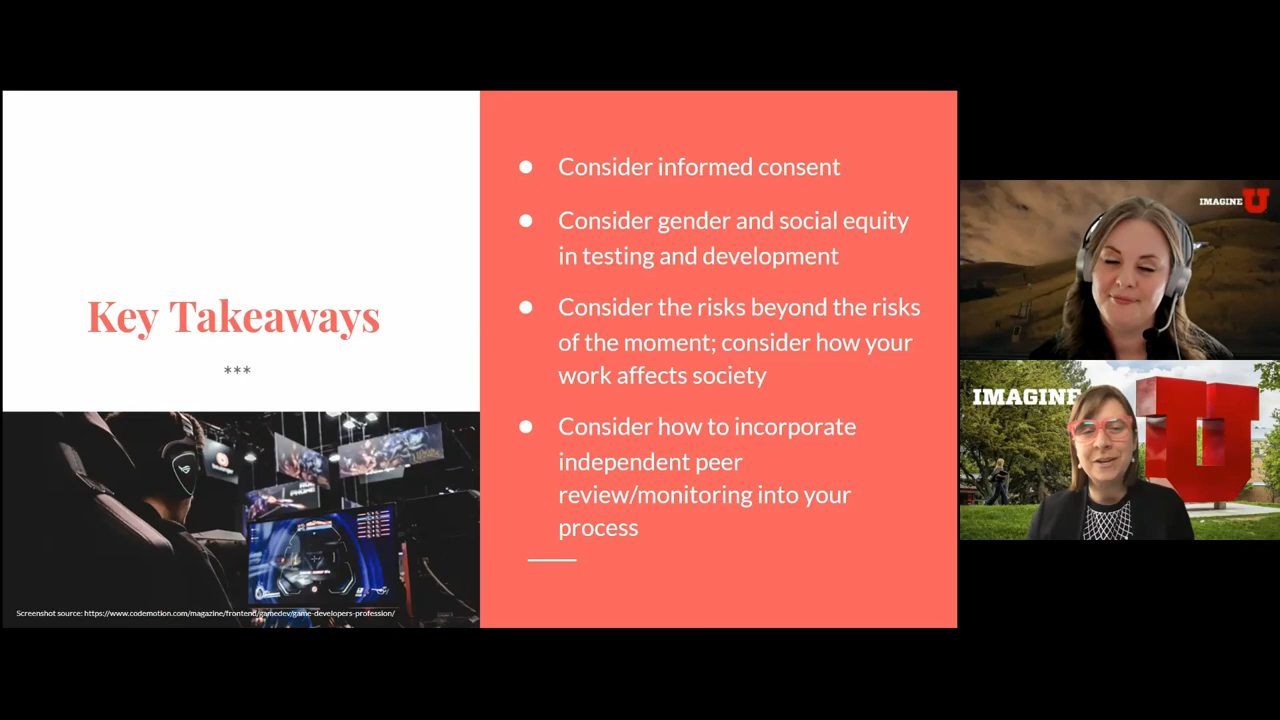 Key Takeaways
***
Screenshot source: https://www.codemotion.com/magazine/frontend/gamedev/game-developers-profession/
● Consider informed consent
● Consider gender and social equity
in testing and development
● Consider the risks beyond the risks
of the moment; consider how your
work affects society
● Consider how to incorporate
independent peer
review/monitoring into your
process
IMAGINE U
IMAGINE U